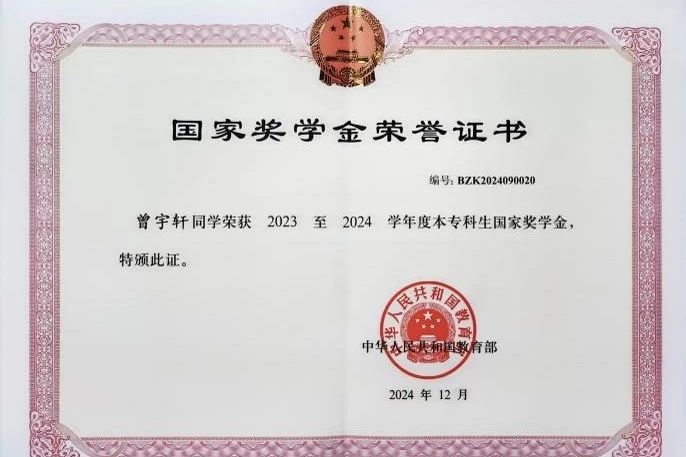 国家奖学金荣誉证书
编号: BZK2024090020
曾宇轩同学荣获 2023 至 2024 学年度本专科生国家奖学金,
特颁此证。
中华人民共和国教育部
中华人民共和国教育部
2024 年 12 月